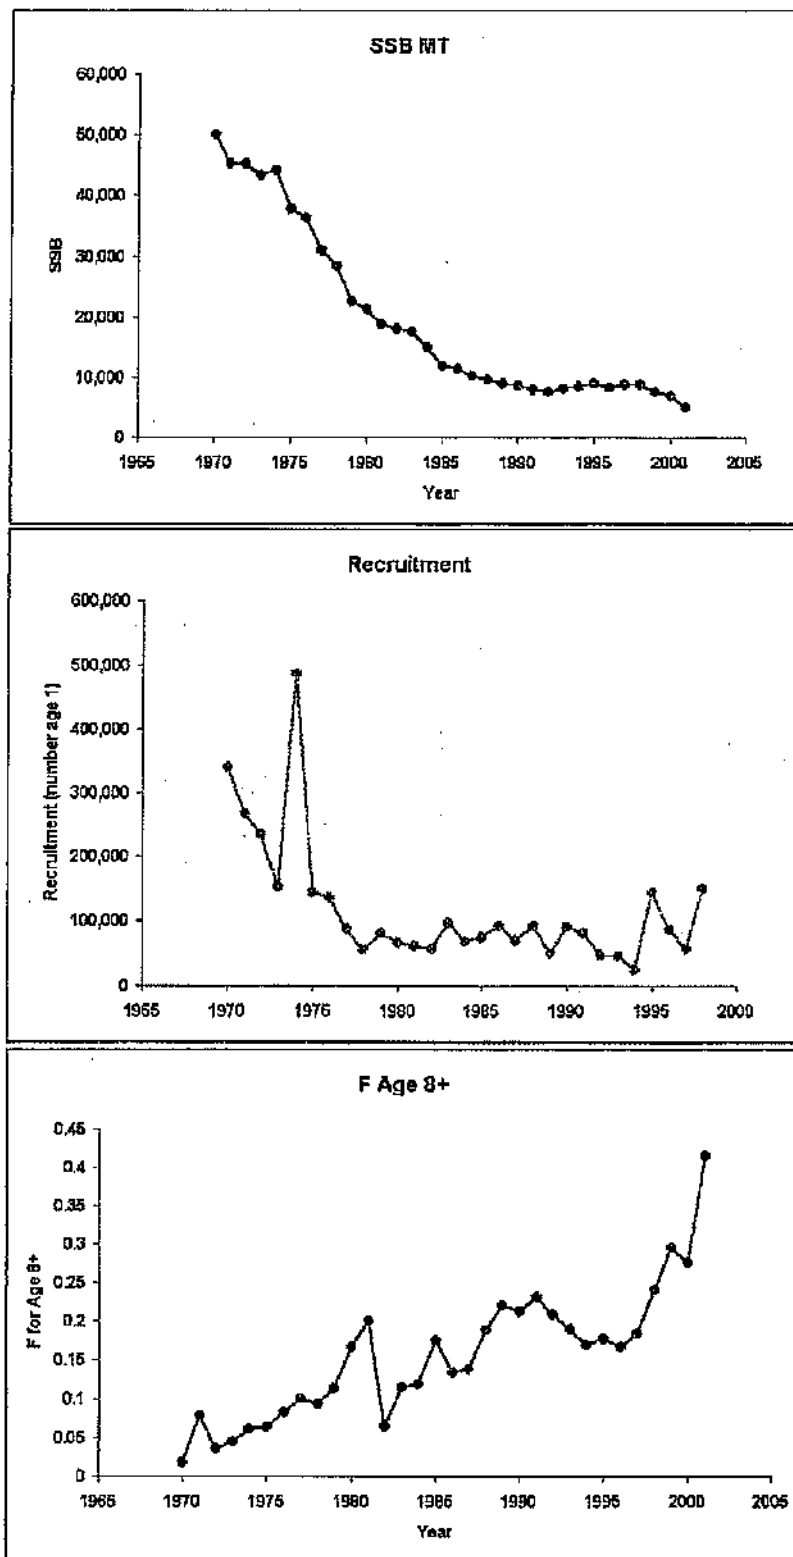 SSB MT
60,000
50,000
40,000
30,000
20,000
10,000
0
SSB
1965 1970 1975 1980 1985 1990 1995 2000 2005
Year
Recruitment
600,000
500,000
400,000
300,000
200,000
100,000
0
Recruitment (number age 1)
1965 1970 1975 1980 1985 1990 1995 2000
F Age 8+
0.45
0.4
0.35
0.3
0.25
0.2
0.15
0.1
0.05
0
F for Age 8+
1965 1970 1975 1980 1985 1990 1995 2000 2005
Year